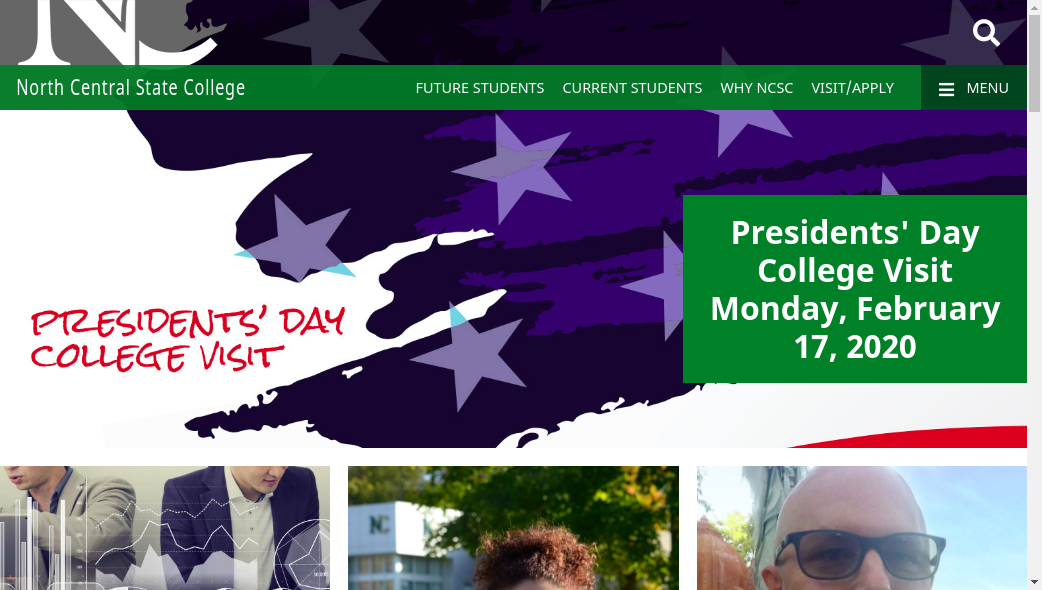 NC
North Central State College
FUTURE STUDENTS
CURRENT STUDENTS
WHY NCSC
VISIT/APPLY
MENU
Presidents' Day
College Visit
Monday, February
17, 2020
PRESIDENTS' DAY
COLLEGE VISIT
NC